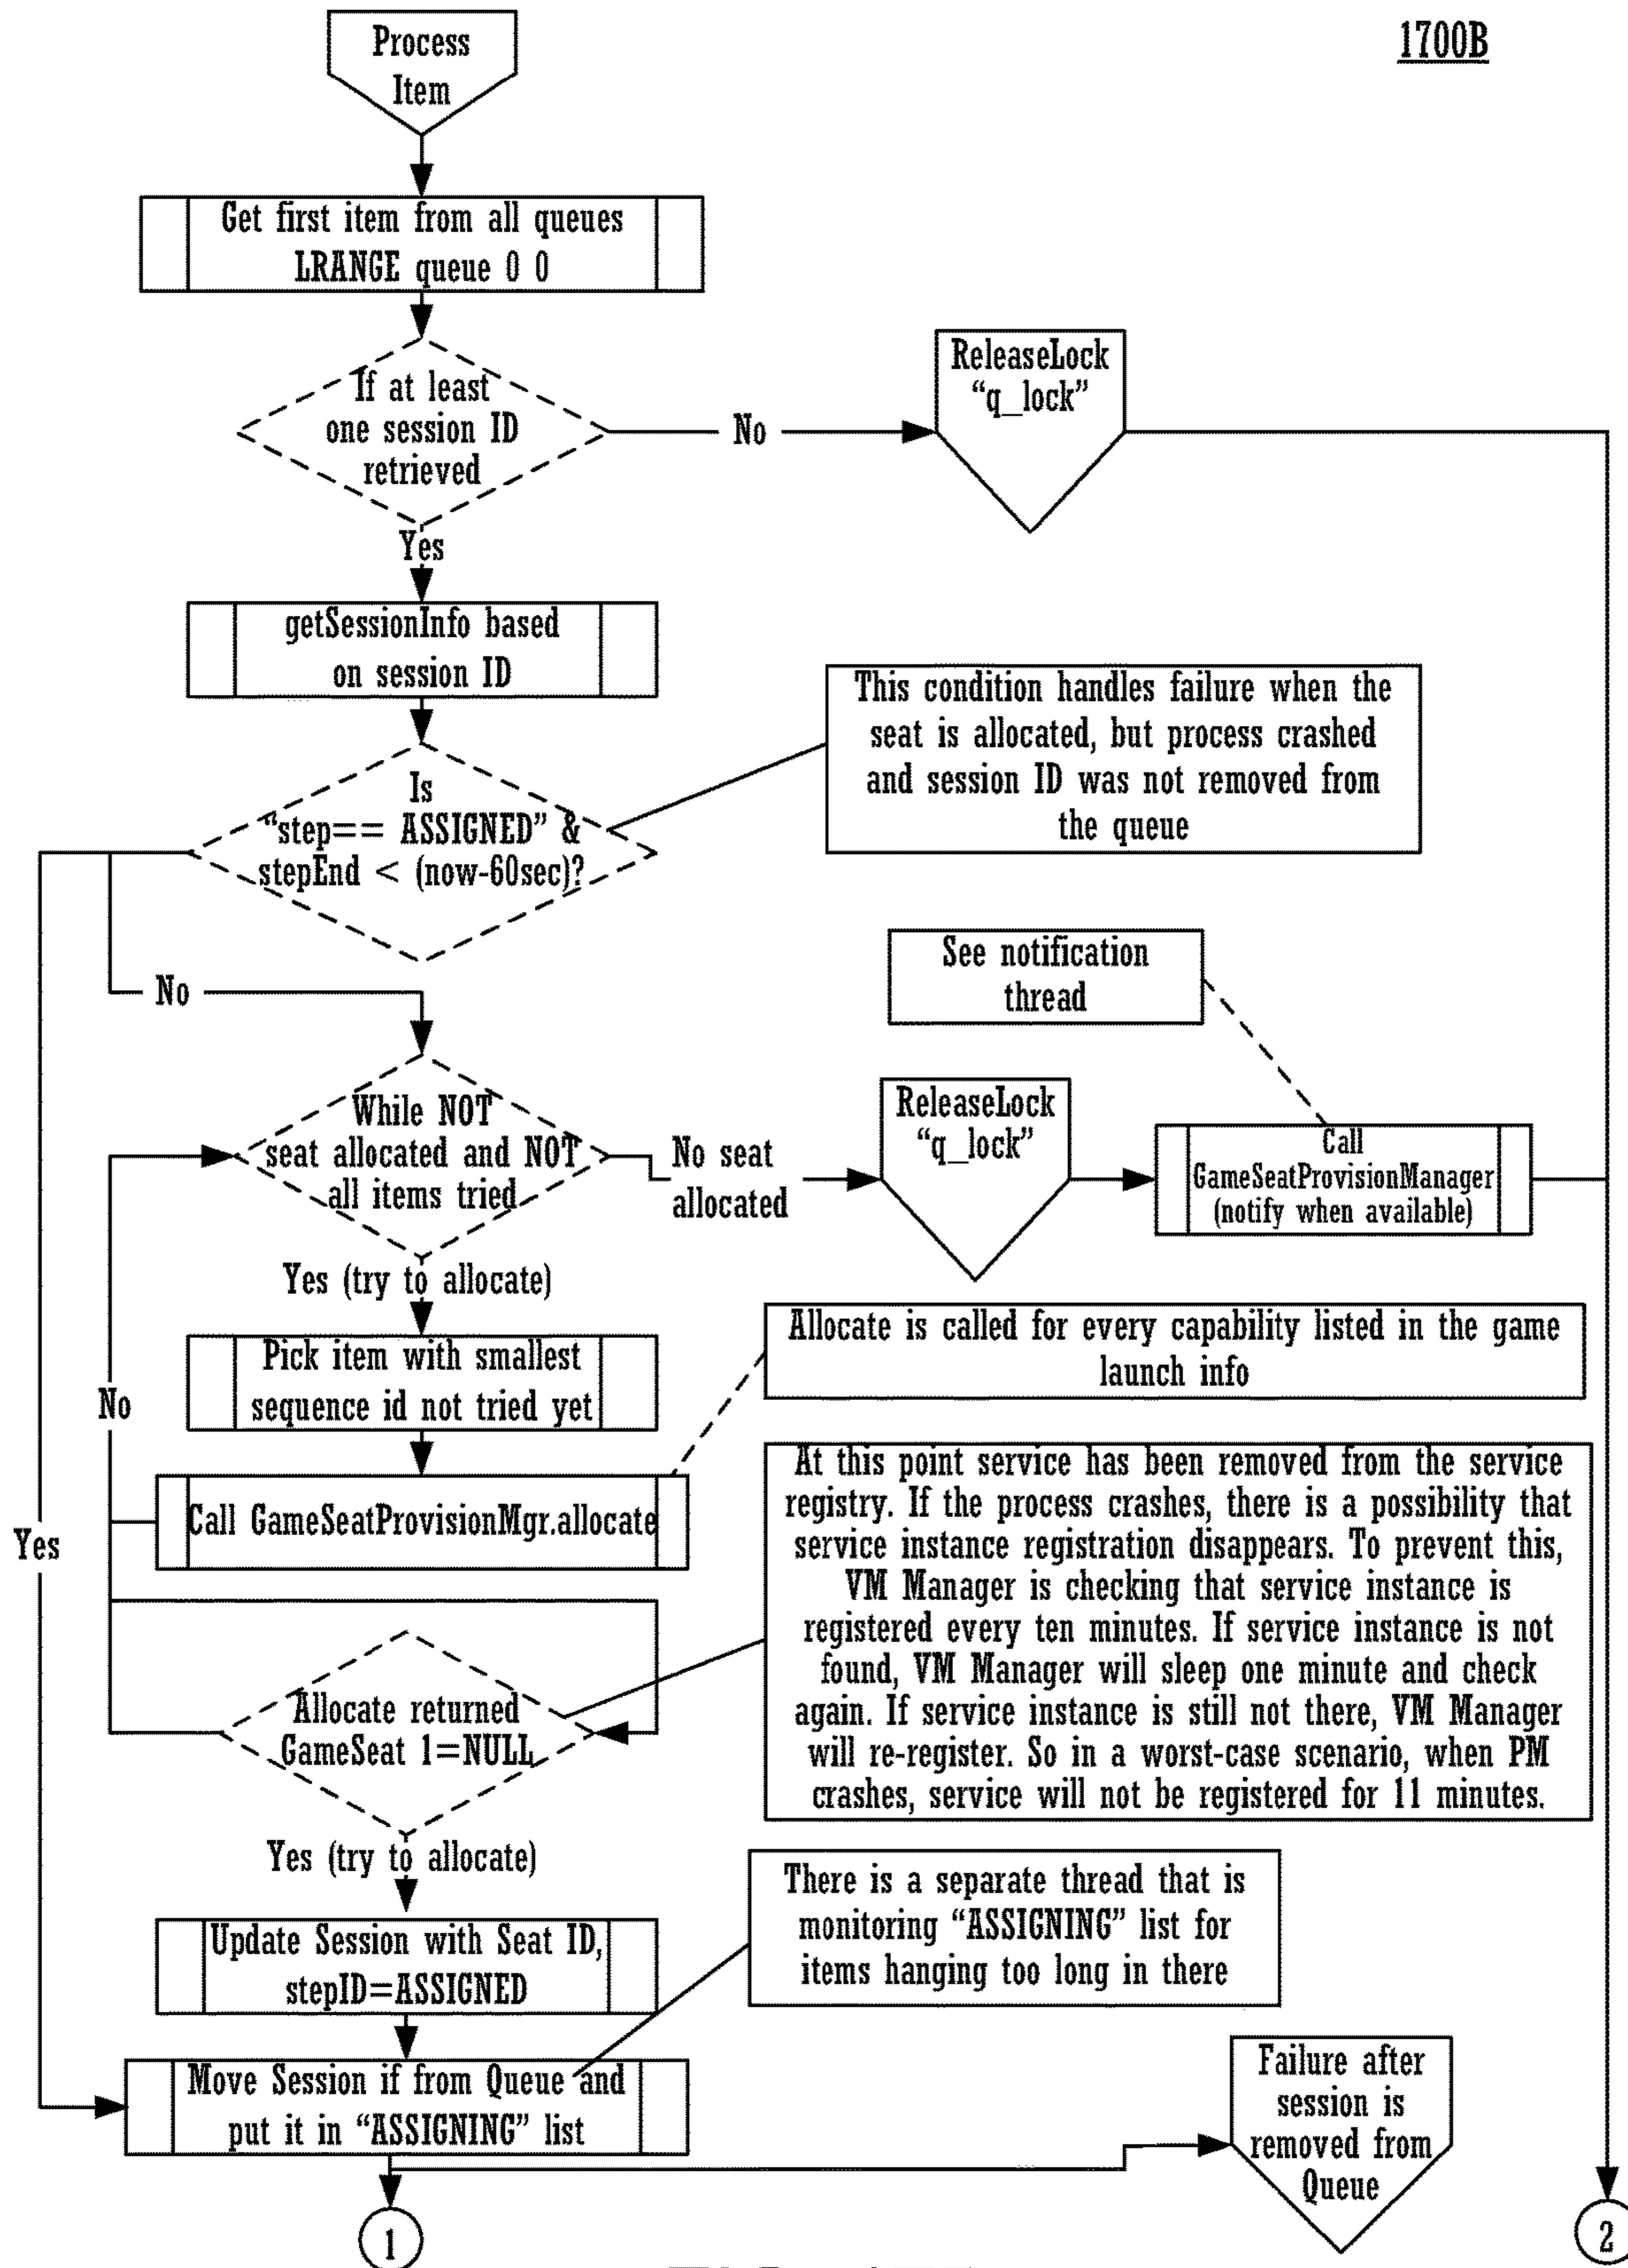 1700B
Process
Item
Get first item from all queues
LRANGE queue 0 0
If at least
one session ID
retrieved
No
ReleaseLock
“q_lock”
Yes
getSessionInfo based
on session ID
This condition handles failure when the
seat is allocated, but process crashed
and session ID was not removed from
the queue
Is
“step== ASSIGNED” &
stepEnd < (now-60sec)?
No
See notification
thread
While NOT
seat allocated and NOT
all items tried
No seat
allocated
ReleaseLock
“q_lock”
Call
GameSeatProvisionManager
(notify when available)
Yes (try to allocate)
Pick item with smallest
sequence id not tried yet
Allocate is called for every capability listed in the game
launch info
No
Call GameSeatProvisionMgr.allocate
Yes
At this point service has been removed from the service
registry. If the process crashes, there is a possibility that
service instance registration disappears. To prevent this,
VM Manager is checking that service instance is
registered every ten minutes. If service instance is not
found, VM Manager will sleep one minute and check
again. If service instance is still not there, VM Manager
will re-register. So in a worst-case scenario, when PM
crashes, service will not be registered for 11 minutes.
Allocate returned
GameSeat 1=NULL
Yes (try to allocate)
There is a separate thread that is
monitoring “ASSIGNING” list for
items hanging too long in there
Update Session with Seat ID,
stepID=ASSIGNED
Move Session if from Queue and
put it in “ASSIGNING” list
Failure after
session is
removed from
Queue
1
2